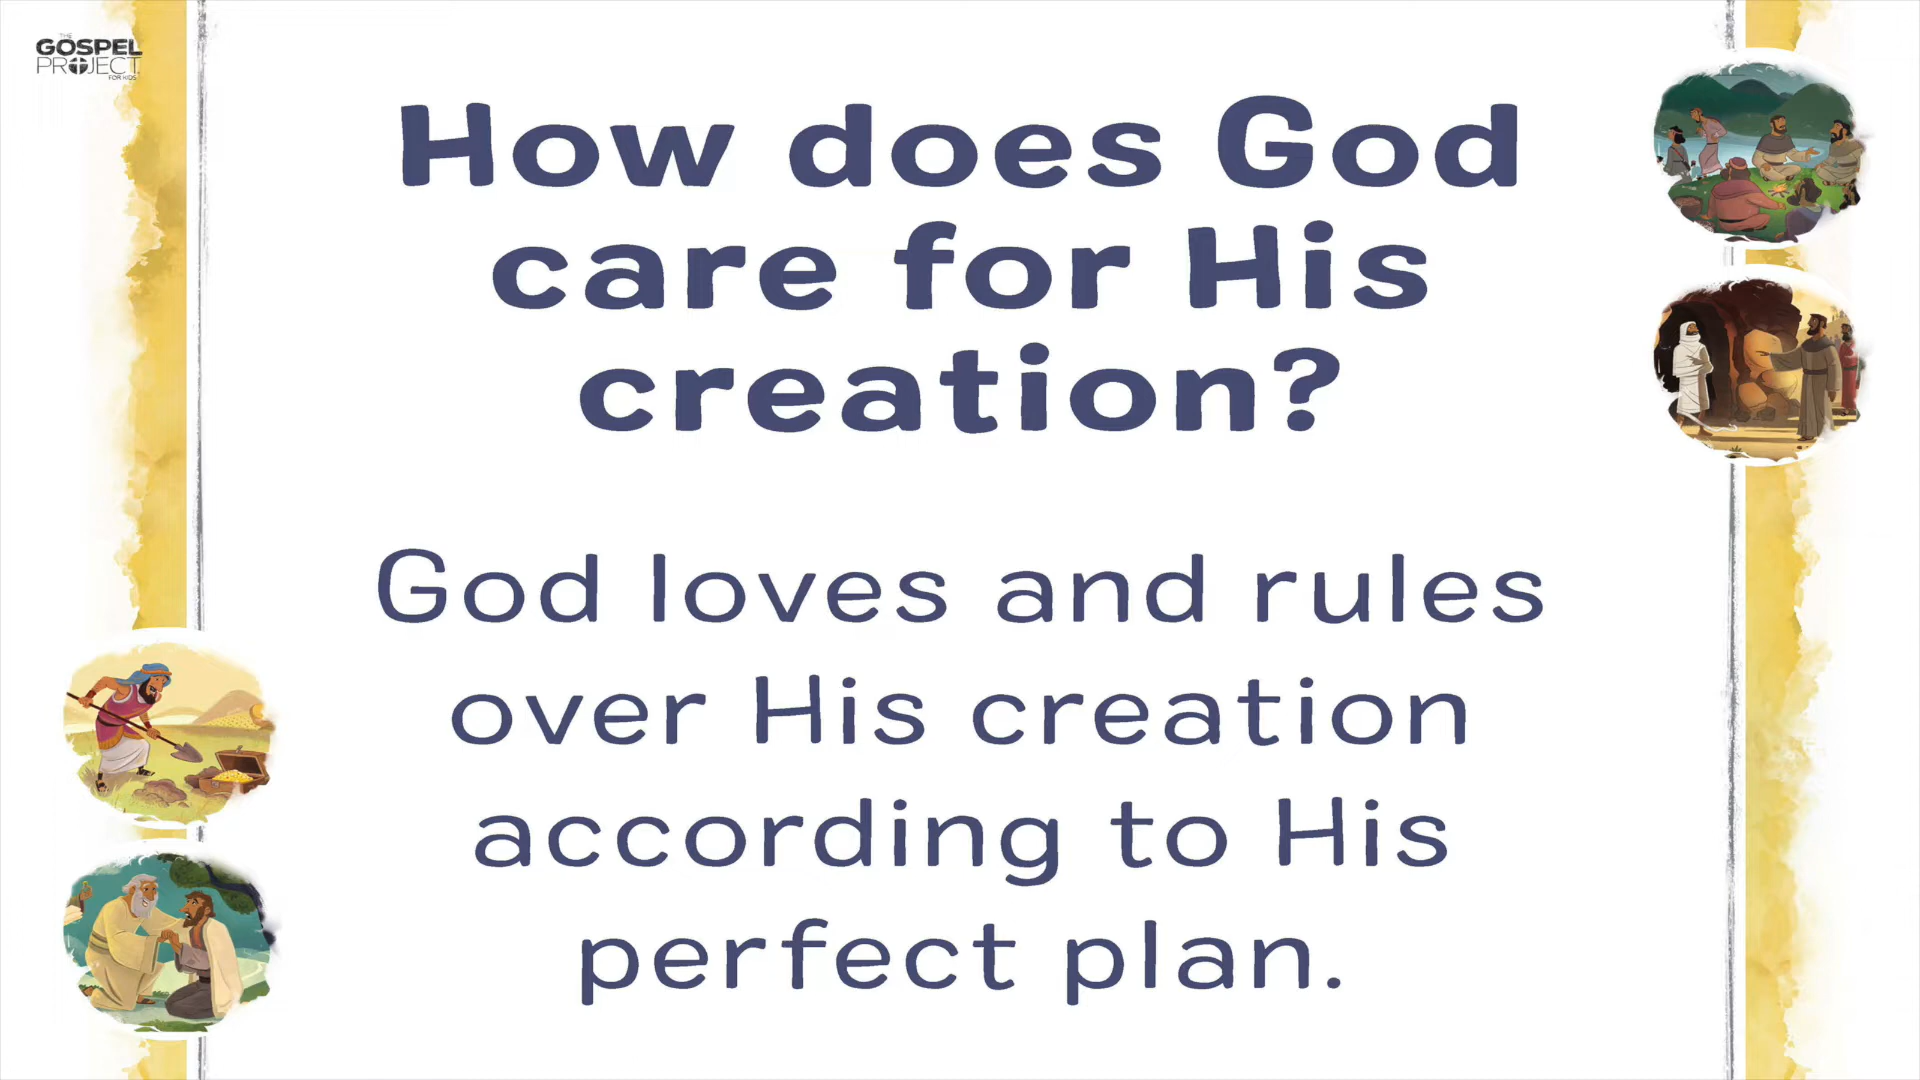 THE
GOSPEL
PROJECT
FOR KIDS
How does God
care for His
creation?
God loves and rules
over His creation
according to His
perfect plan.